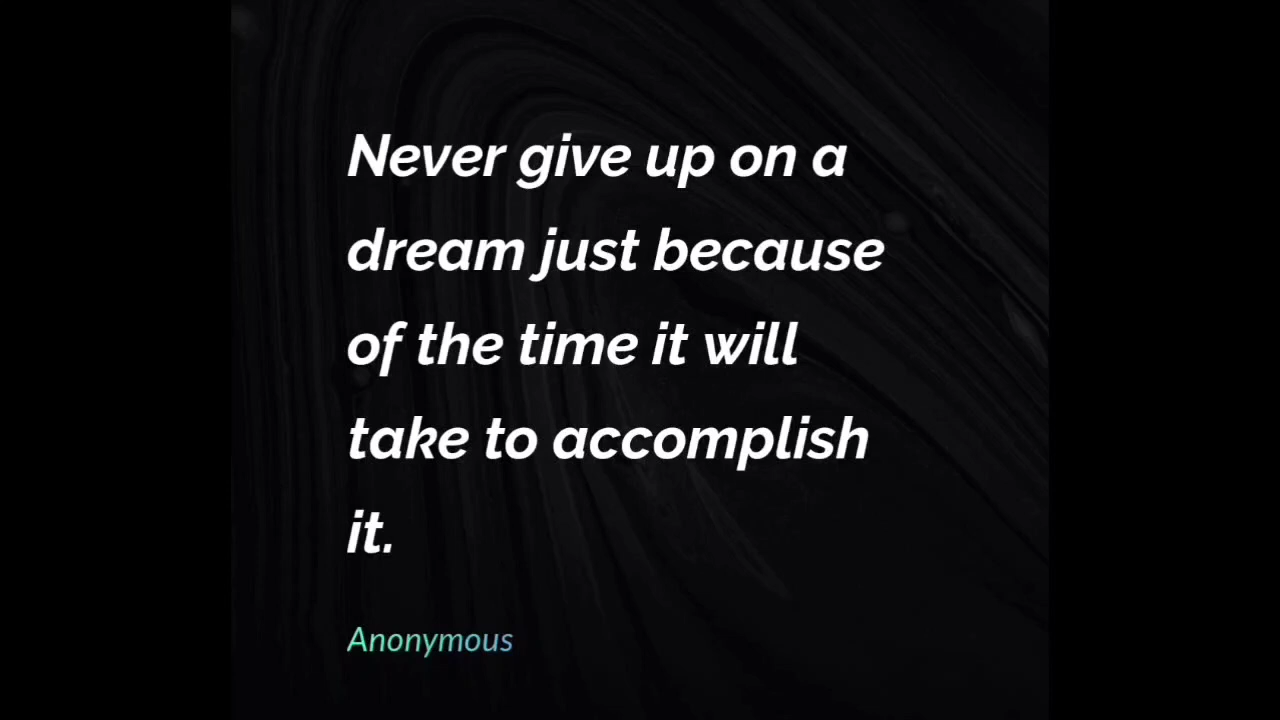 Never give up on a
dream just because
of the time it will
take to accomplish
it.
Anonymous